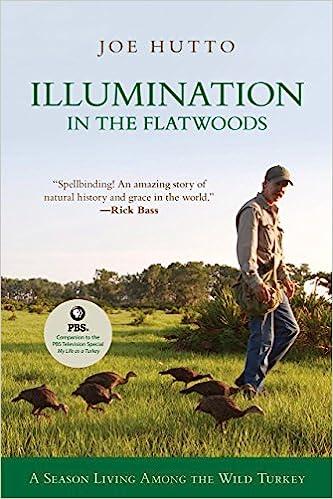 JOE HUTTO
ILLUMINATION
IN THE FLATWOODS
“Spellbinding! An amazing story of
natural history and grace in the world.”
—Rick Bass
PBS®
Companion to the
PBS Television Special
My Life as a Turkey
A SEASON LIVING AMONG THE WILD TURKEY